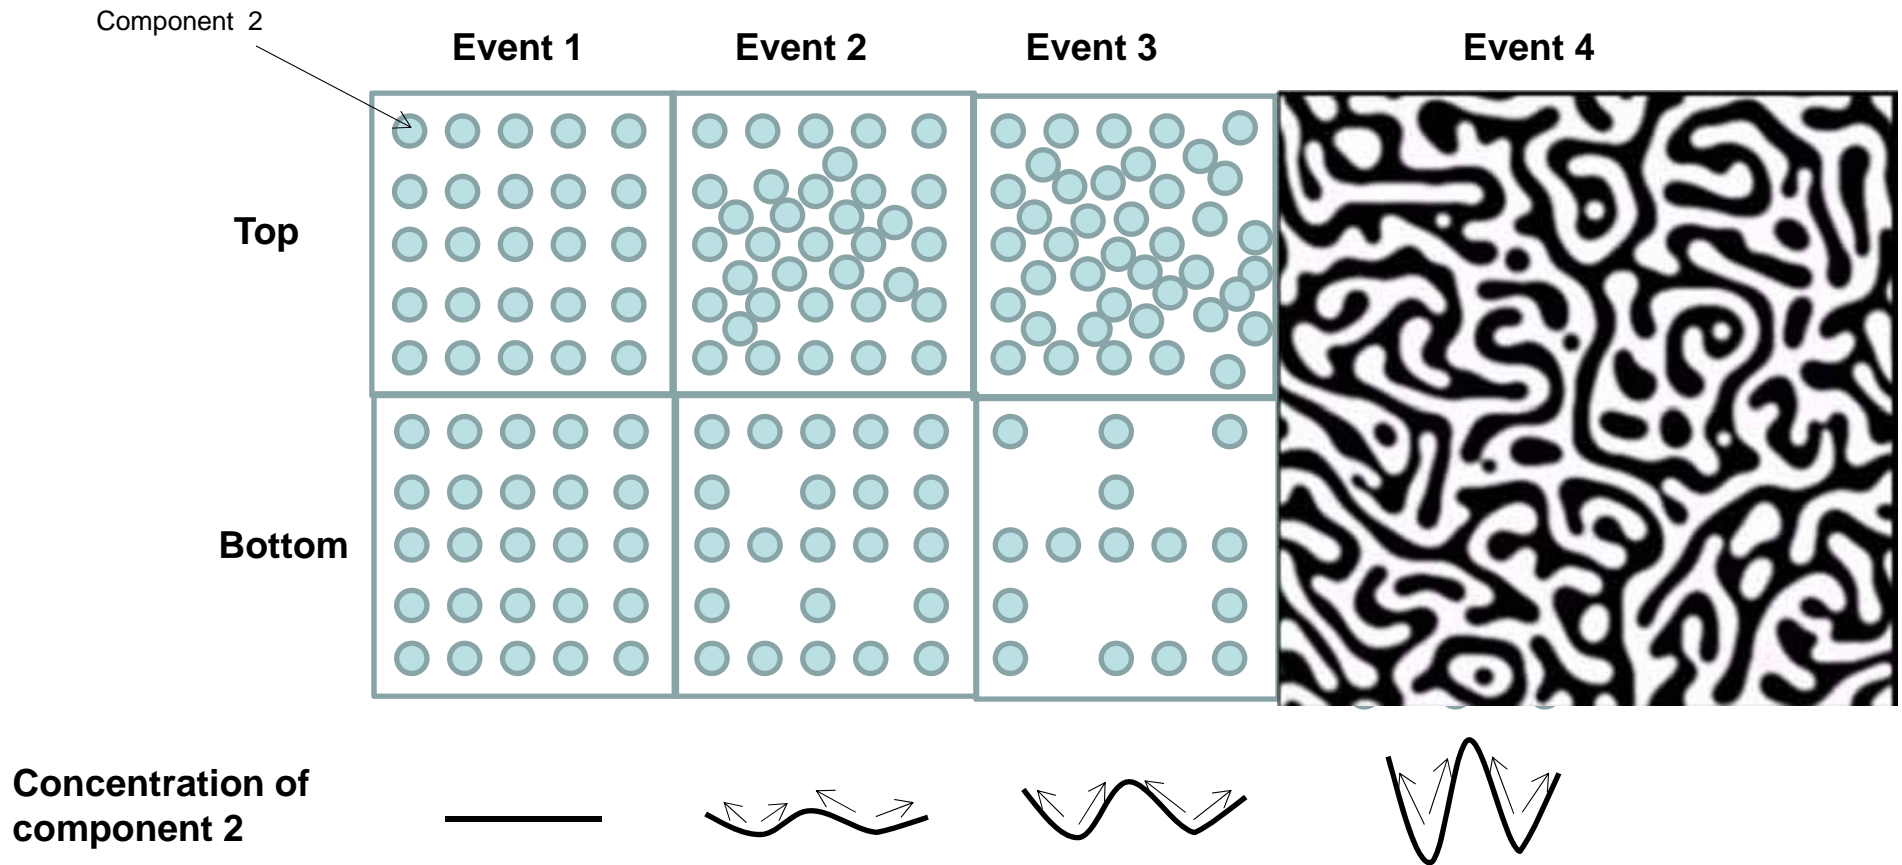 Component 2
Event 1
Event 2
Event 3
Event 4
Top
Bottom
Concentration of
component 2